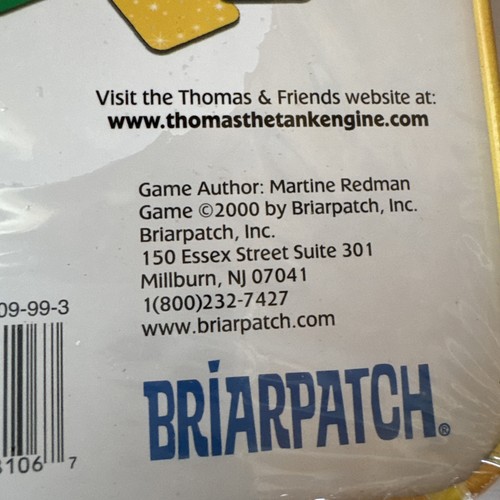 Visit the Thomas & Friends website at:
www.thomasthetankengine.com
Game Author: Martine Redman
Game ©2000 by Briarpatch, Inc.
Briarpatch, Inc.
150 Essex Street Suite 301
Millburn, NJ 07041
1(800)232-7427
www.briarpatch.com
09-99-3
3106 7
BRIARPATCH®